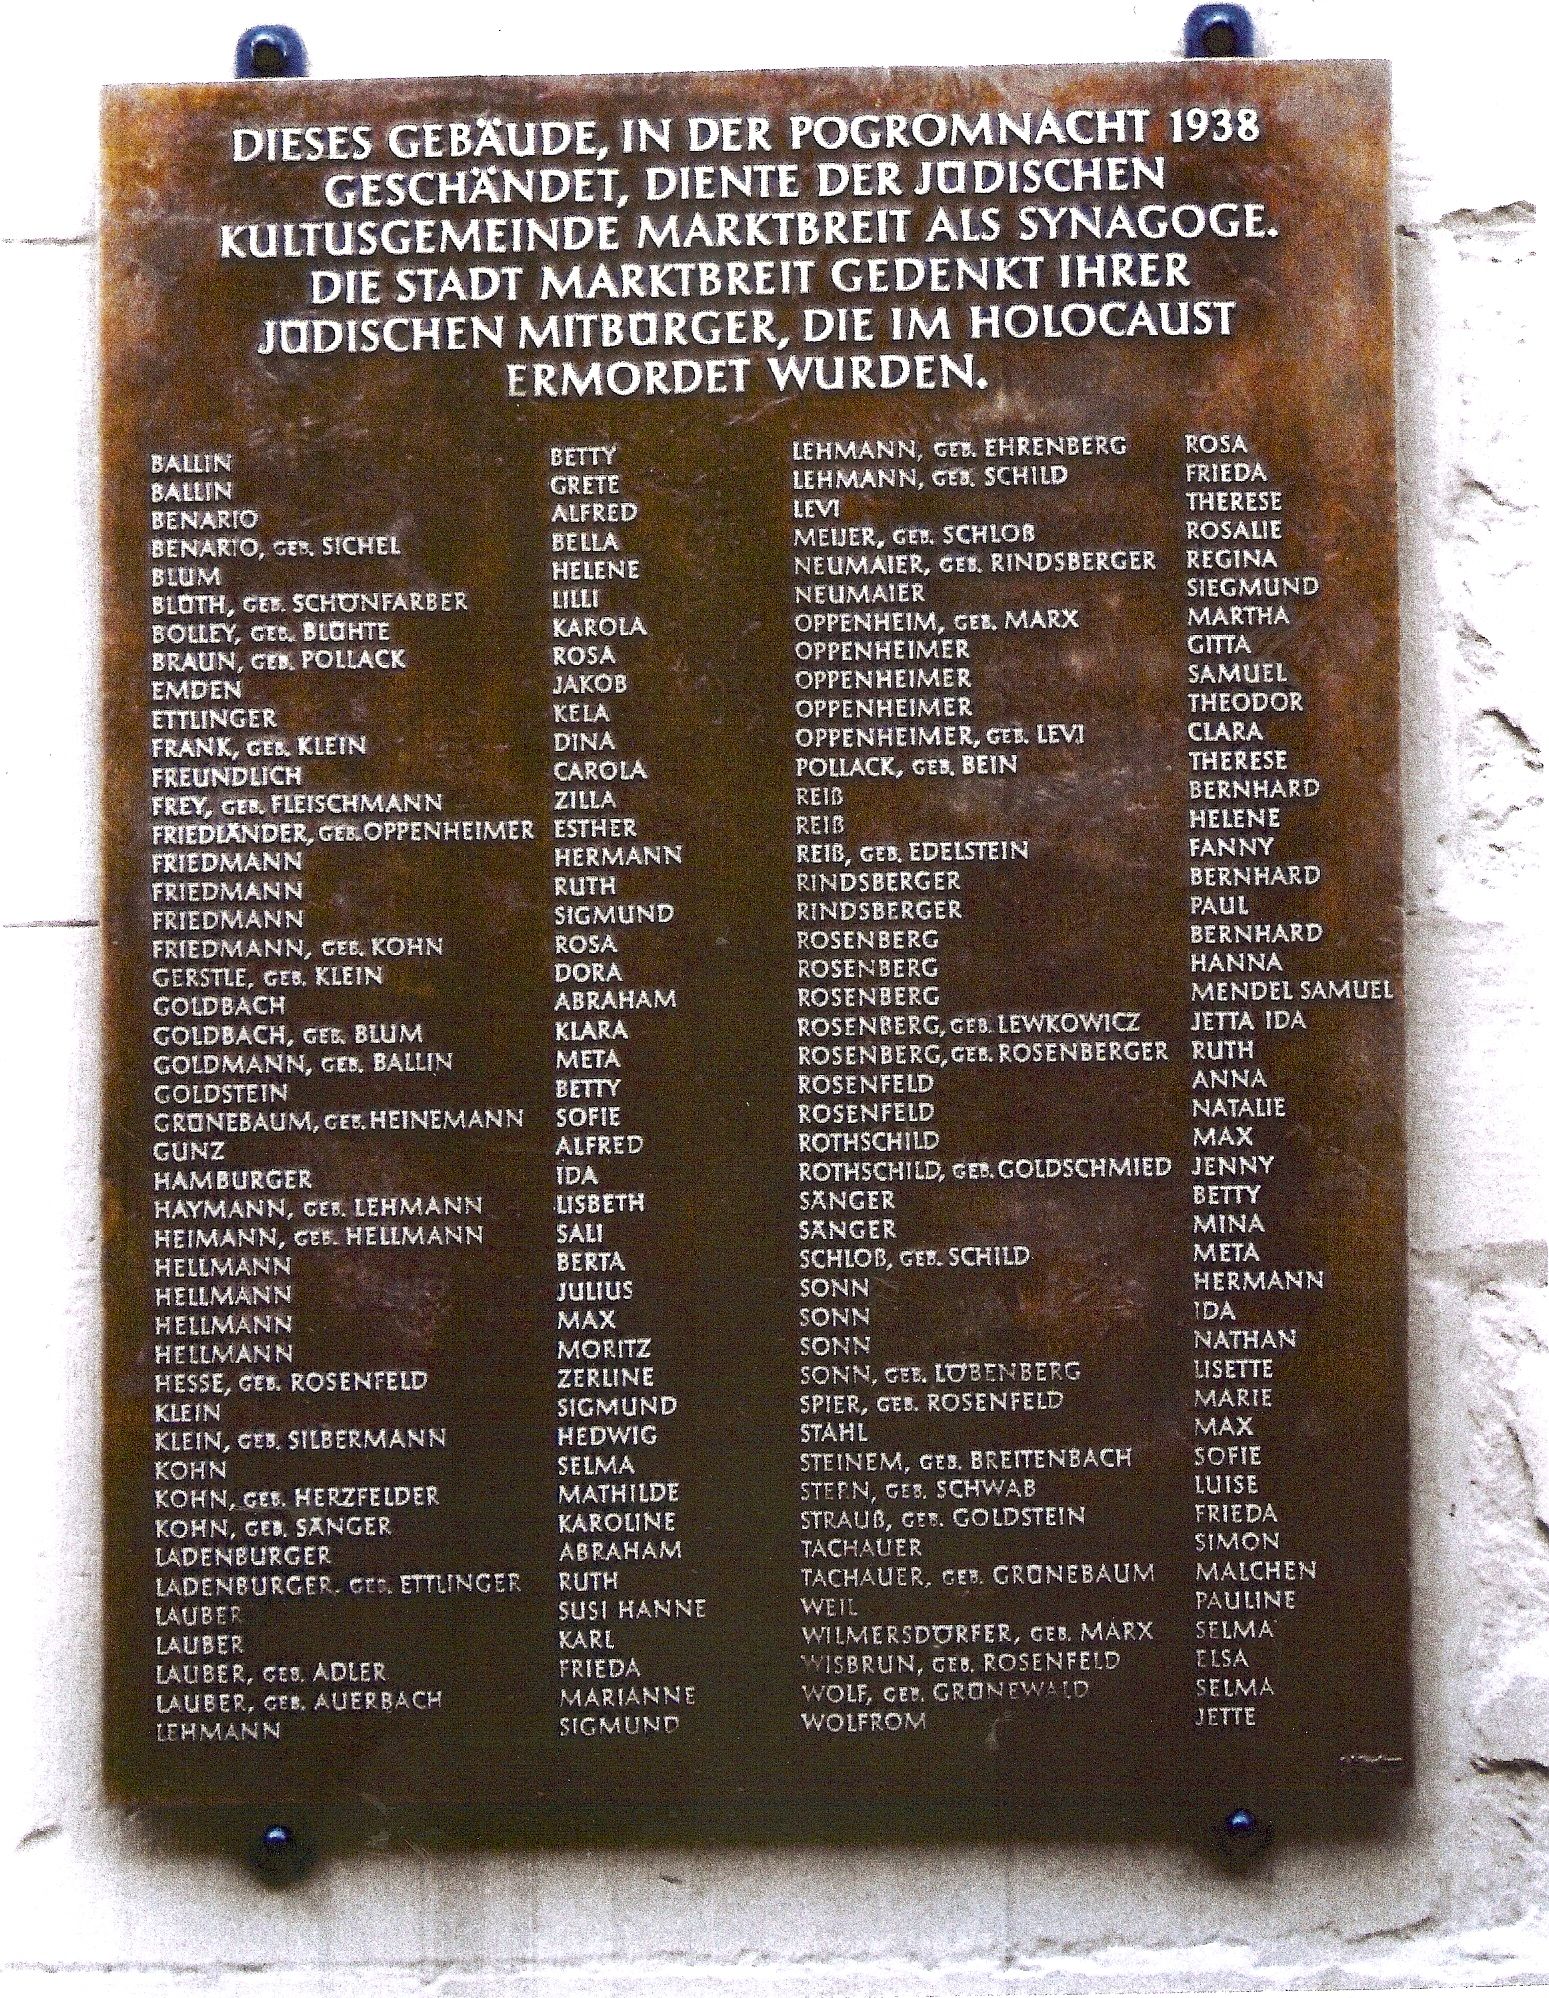 DIESES GEBÄUDE, IN DER POGROMNACHT 1938
GESCHÄNDET, DIENTE DER JÜDISCHEN
KULTUSGEMEINDE MARKTBREIT ALS SYNAGOGE.
DIE STADT MARKTBREIT GEDENKT IHRER
JÜDISCHEN MITBÜRGER, DIE IM HOLOCAUST
ERMORDET WURDEN.
BALLIN BETTY
BALLIN GRETE
BENARIO ALFRED
BENARIO, GEB. SICHEL BELLA
BLUM HELENE
BLÜTH, GEB. SCHÖNFARBER LILLI
BOLLEY, GEB. BLÜHTE KAROLA
BRAUN, GEB. POLLACK ROSA
EMDEN JAKOB
ETTLINGER KELA
FRANK, GEB. KLEIN DINA
FREUNDLICH CAROLA
FREY, GEB. FLEISCHMANN ZILLA
FRIEDLÄNDER, GEB. OPPENHEIMER ESTHER
FRIEDMANN HERMANN
FRIEDMANN RUTH
FRIEDMANN SIGMUND
FRIEDMANN, GEB. KOHN ROSA
GERSTLE, GEB. KLEIN DORA
GOLDBACH ABRAHAM
GOLDBACH, GEB. BLUM KLARA
GOLDMANN, GEB. BALLIN META
GOLDSTEIN BETTY
GRÜNEBAUM, GEB. HEINEMANN SOFIE
GUNZ ALFRED
HAMBURGER IDA
HAYMANN, GEB. LEHMANN LISBETH
HEIMANN, GEB. HELLMANN SALI
HELLMANN BERTA
HELLMANN JULIUS
HELLMANN MAX
HELLMANN MORITZ
HESSE, GEB. ROSENFELD ZERLINE
KLEIN SIGMUND
KLEIN, GEB. SILBERMANN HEDWIG
KOHN SELMA
KOHN, GEB. HERZFELDER MATHILDE
KOHN, GEB. SÄNGER KAROLINE
LADENBURGER ABRAHAM
LADENBURGER, GEB. ETTLINGER RUTH
LAUBER SUSI HANNE
LAUBER KARL
LAUBER, GEB. ADLER FRIEDA
LAUBER, GEB. AUERBACH MARIANNE
LEHMANN SIGMUND
LEHMANN, GEB. EHRENBERG ROSA
LEHMANN, GEB. SCHILD FRIEDA
LEVI THERESE
MEIJER, GEB. SCHLOß ROSALIE
NEUMAIER, GEB. RINDSBERGER REGINA
NEUMAIER SIEGMUND
OPPENHEIM, GEB. MARX MARTHA
OPPENHEIMER GITTA
OPPENHEIMER SAMUEL
OPPENHEIMER THEODOR
OPPENHEIMER, GEB. LEVI CLARA
POLLACK, GEB. BEIN THERESE
REIß BERNHARD
REIß HELENE
REIß, GEB. EDELSTEIN FANNY
RINDSBERGER BERNHARD
RINDSBERGER PAUL
ROSENBERG BERNHARD
ROSENBERG HANNA
ROSENBERG MENDEL SAMUEL
ROSENBERG, GEB. LEWKOWICZ JETTA IDA
ROSENBERG, GEB. ROSENBERGER RUTH
ROSENFELD ANNA
ROSENFELD NATALIE
ROTHSCHILD MAX
ROTHSCHILD, GEB. GOLDSCHMIED JENNY
SÄNGER BETTY
SÄNGER MINA
SCHLOß, GEB. SCHILD META
SONN HERMANN
SONN IDA
SONN NATHAN
SONN, GEB. LÖBENBERG LISETTE
SPIER, GEB. ROSENFELD MARIE
STAHL MAX
STEINEM, GEB. BREITENBACH SOFIE
STERN, GEB. SCHWAB LUISE
STRAUß, GEB. GOLDSTEIN FRIEDA
TACHAUER SIMON
TACHAUER, GEB. GRÜNEBAUM MALCHEN
WEIL PAULINE
WILMERSDÖRFER, GEB. MARX SELMA
WISBRUN, GEB. ROSENFELD ELSA
WOLF, GEB. GRÜNEWALD SELMA
WOLFROM JETTE